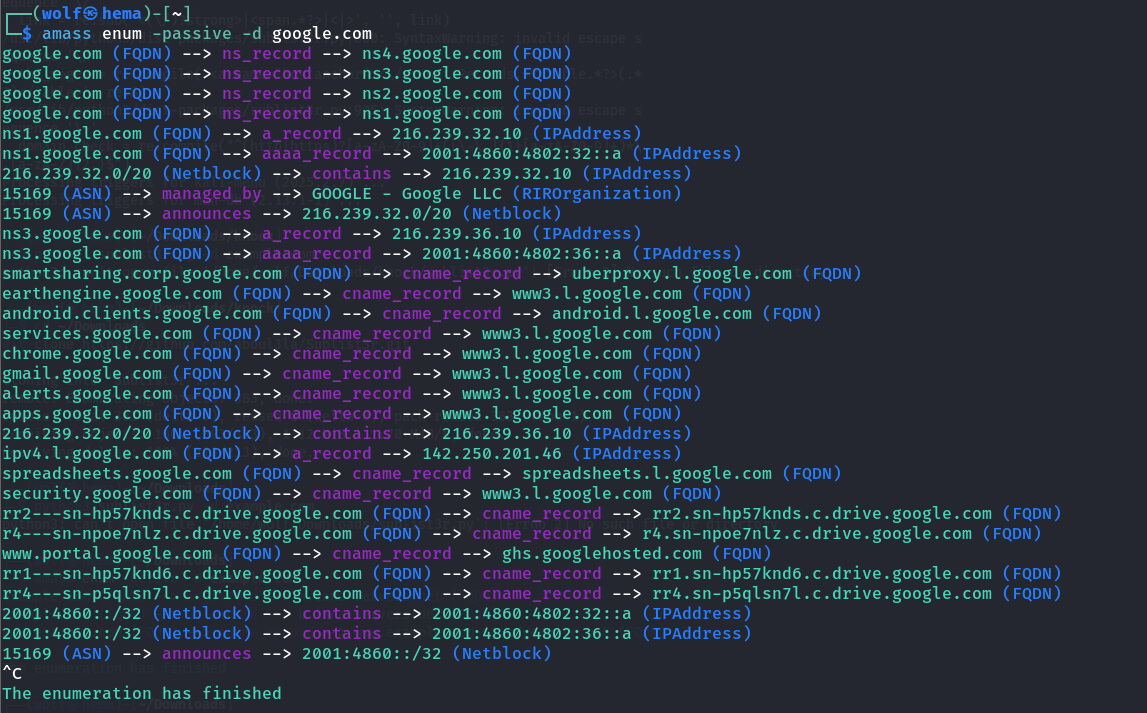 ┌──(wolf㉿hema)-[~]
└─$ amass enum -passive -d google.com
google.com (FQDN) --> ns_record --> ns4.google.com (FQDN)
google.com (FQDN) --> ns_record --> ns3.google.com (FQDN)
google.com (FQDN) --> ns_record --> ns2.google.com (FQDN)
google.com (FQDN) --> ns_record --> ns1.google.com (FQDN)
ns1.google.com (FQDN) --> a_record --> 216.239.32.10 (IPAddress)
ns1.google.com (FQDN) --> aaaa_record --> 2001:4860:4802:32::a (IPAddress)
216.239.32.0/20 (Netblock) --> contains --> 216.239.32.10 (IPAddress)
15169 (ASN) --> managed_by --> GOOGLE - Google LLC (RIROrganization)
15169 (ASN) --> announces --> 216.239.32.0/20 (Netblock)
ns3.google.com (FQDN) --> a_record --> 216.239.36.10 (IPAddress)
ns3.google.com (FQDN) --> aaaa_record --> 2001:4860:4802:36::a (IPAddress)
smartsharing.corp.google.com (FQDN) --> cname_record --> uberproxy.l.google.com (FQDN)
earthengine.google.com (FQDN) --> cname_record --> www3.l.google.com (FQDN)
android.clients.google.com (FQDN) --> cname_record --> android.l.google.com (FQDN)
services.google.com (FQDN) --> cname_record --> www3.l.google.com (FQDN)
chrome.google.com (FQDN) --> cname_record --> www3.l.google.com (FQDN)
gmail.google.com (FQDN) --> cname_record --> www3.l.google.com (FQDN)
alerts.google.com (FQDN) --> cname_record --> www3.l.google.com (FQDN)
apps.google.com (FQDN) --> cname_record --> www3.l.google.com (FQDN)
216.239.32.0/20 (Netblock) --> contains --> 216.239.36.10 (IPAddress)
ipv4.l.google.com (FQDN) --> a_record --> 142.250.201.46 (IPAddress)
spreadsheets.google.com (FQDN) --> cname_record --> spreadsheets.l.google.com (FQDN)
security.google.com (FQDN) --> cname_record --> www3.l.google.com (FQDN)
rr2---sn-hp57knds.c.drive.google.com (FQDN) --> cname_record --> rr2.sn-hp57knds.c.drive.google.com (FQDN)
r4---sn-npoe7nlz.c.drive.google.com (FQDN) --> cname_record --> r4.sn-npoe7nlz.c.drive.google.com (FQDN)
www.portal.google.com (FQDN) --> cname_record --> ghs.googlehosted.com (FQDN)
rr1---sn-hp57knd6.c.drive.google.com (FQDN) --> cname_record --> rr1.sn-hp57knd6.c.drive.google.com (FQDN)
rr4---sn-p5qlsn7l.c.drive.google.com (FQDN) --> cname_record --> rr4.sn-p5qlsn7l.c.drive.google.com (FQDN)
2001:4860::/32 (Netblock) --> contains --> 2001:4860:4802:32::a (IPAddress)
2001:4860::/32 (Netblock) --> contains --> 2001:4860:4802:36::a (IPAddress)
15169 (ASN) --> announces --> 2001:4860::/32 (Netblock)
^C
The enumeration has finished